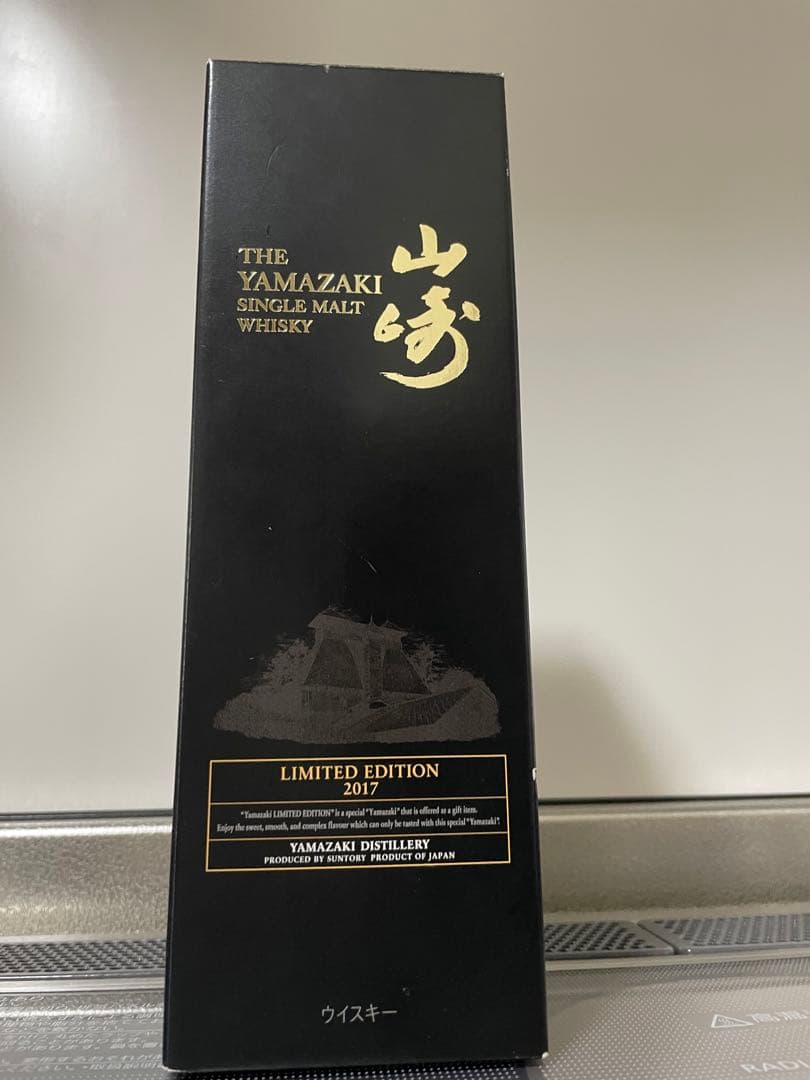 THE
YAMAZAKI
SINGLE MALT
WHISKY
山崎
LIMITED EDITION
2017
"Yamazaki LIMITED EDITION" is a special "Yamazaki" that is offered as a gift item.
Enjoy the sweet, smooth, and complex flavour which can only be tasted with this special "Yamazaki".
YAMAZAKI DISTILLERY
PRODUCED BY SUNTORY PRODUCT OF JAPAN
ウイスキー
高温